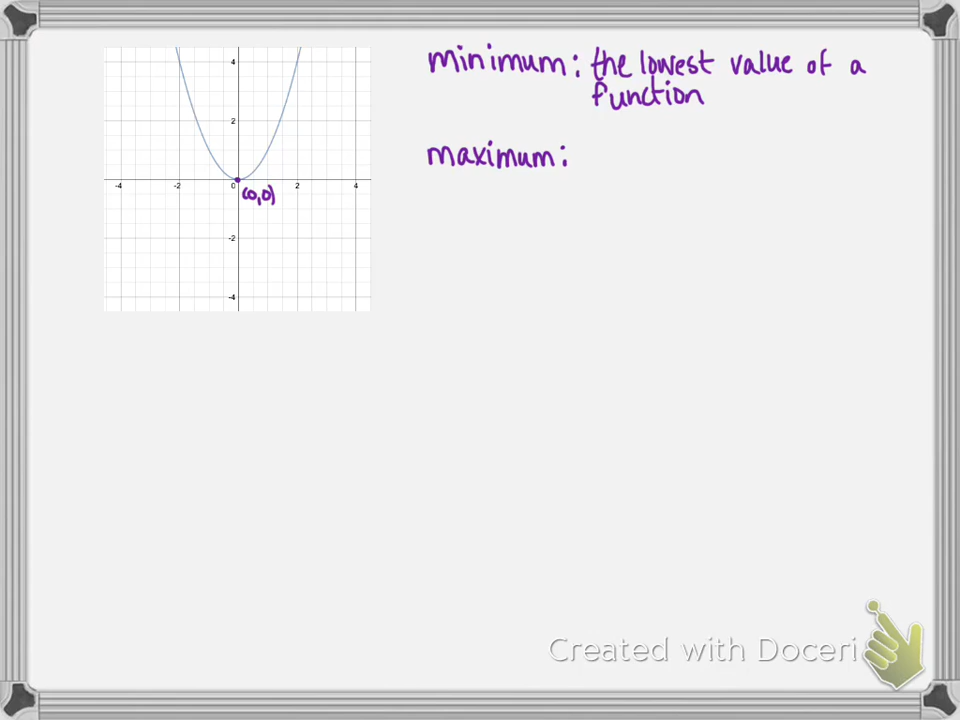 minimum: the lowest value of a
function
maximum:
4
2
-4 -2 0 2 4
(0,0)
-2
-4
Created with Doceri